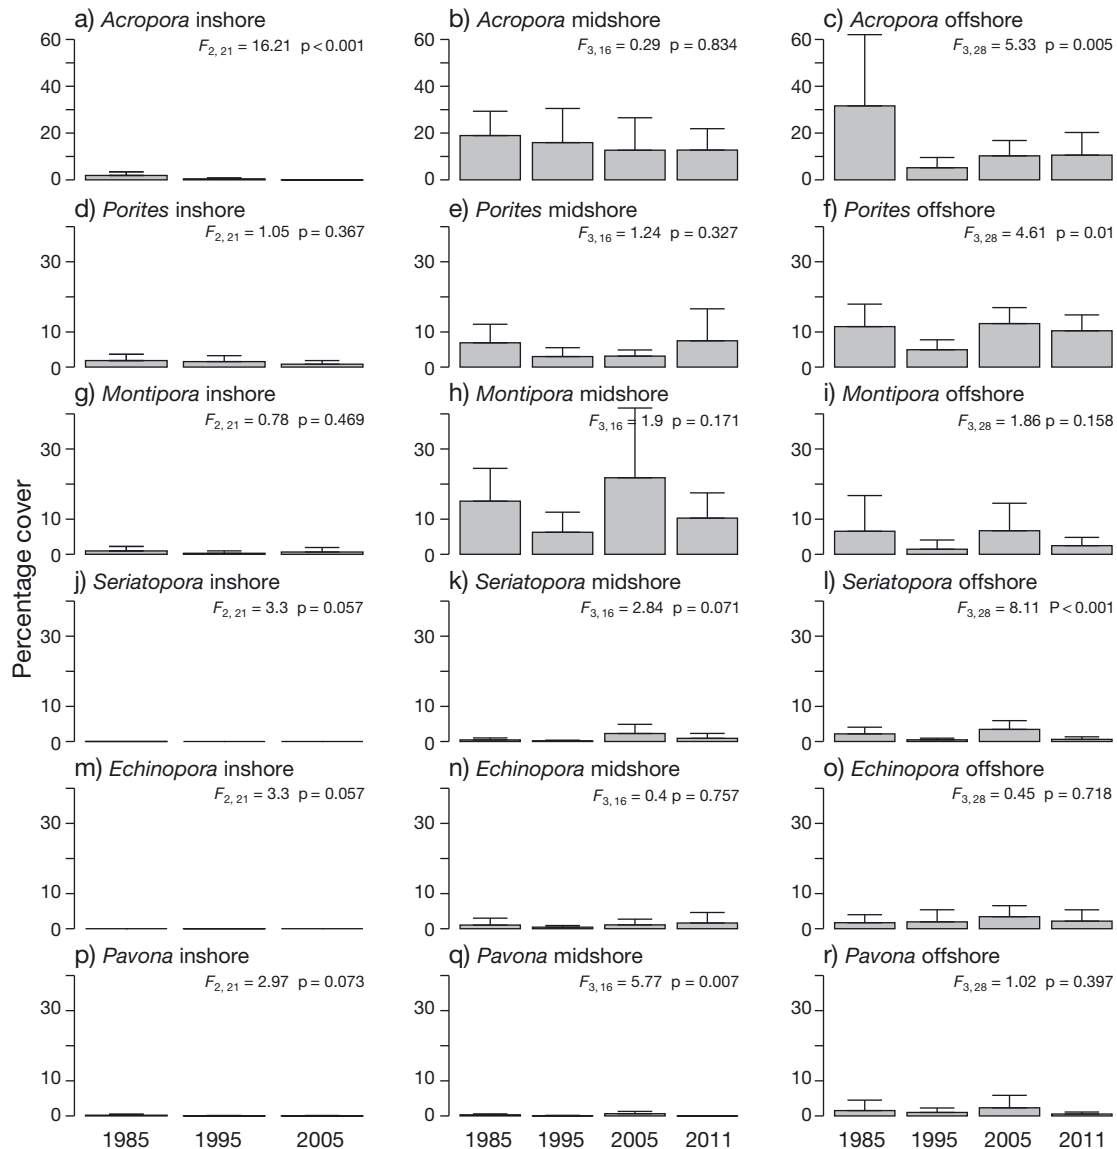 a) Acropora inshore
F2, 21 = 16.21 p < 0.001
60
40
20
0
b) Acropora midshore
F3, 16 = 0.29 p = 0.834
60
40
20
0
c) Acropora offshore
F3, 28 = 5.33 p = 0.005
60
40
20
0
d) Porites inshore
F2, 21 = 1.05 p = 0.367
30
10
0
e) Porites midshore
F3, 16 = 1.24 p = 0.327
30
10
0
f) Porites offshore
F3, 28 = 4.61 p = 0.01
30
10
0
g) Montipora inshore
F2, 21 = 0.78 p = 0.469
30
10
0
h) Montipora midshore
F3, 16 = 1.9 p = 0.171
30
10
0
i) Montipora offshore
F3, 28 = 1.86 p = 0.158
30
10
0
Percentage cover
j) Seriatopora inshore
F2, 21 = 3.3 p = 0.057
30
10
0
k) Seriatopora midshore
F3, 16 = 2.84 p = 0.071
30
10
0
l) Seriatopora offshore
F3, 28 = 8.11 P < 0.001
30
10
0
m) Echinopora inshore
F2, 21 = 3.3 p = 0.057
30
10
0
n) Echinopora midshore
F3, 16 = 0.4 p = 0.757
30
10
0
o) Echinopora offshore
F3, 28 = 0.45 p = 0.718
30
10
0
p) Pavona inshore
F2, 21 = 2.97 p = 0.073
30
10
0
1985 1995 2005
q) Pavona midshore
F3, 16 = 5.77 p = 0.007
30
10
0
1985 1995 2005 2011
r) Pavona offshore
F3, 28 = 1.02 p = 0.397
30
10
0
1985 1995 2005 2011